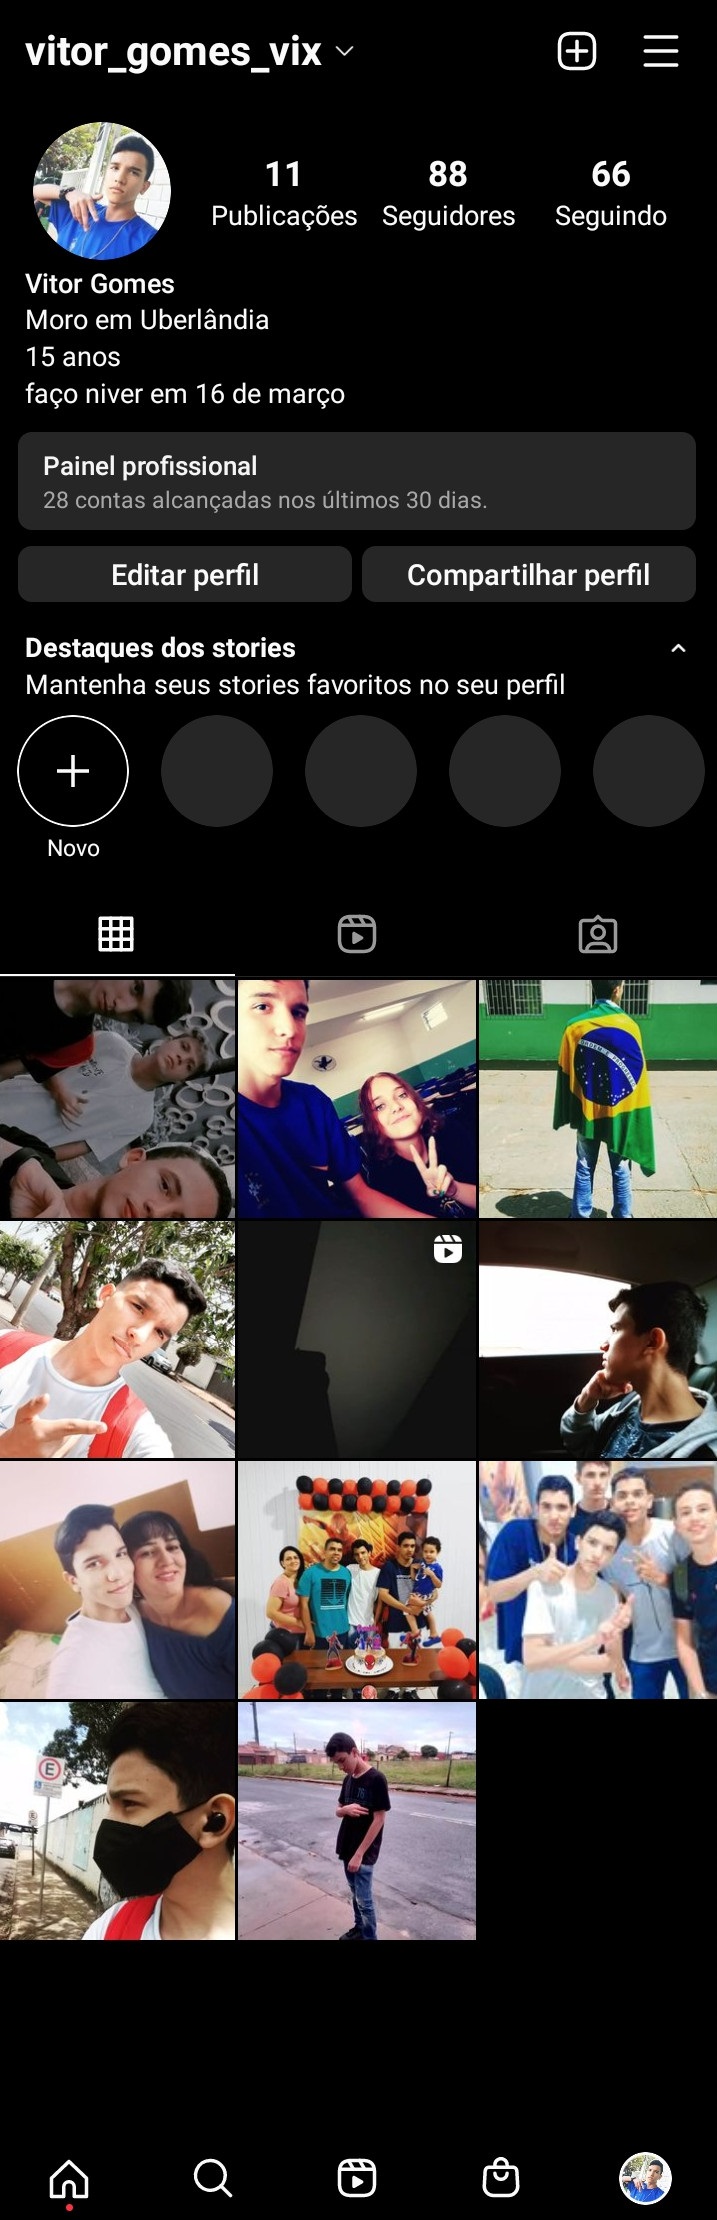 vitor_gomes_vix
11 88 66
Publicações Seguidores Seguindo
Vitor Gomes
Moro em Uberlândia
15 anos
faço niver em 16 de março
Painel profissional
28 contas alcançadas nos últimos 30 dias.
Editar perfil Compartilhar perfil
Destaques dos stories
Mantenha seus stories favoritos no seu perfil
Novo
E